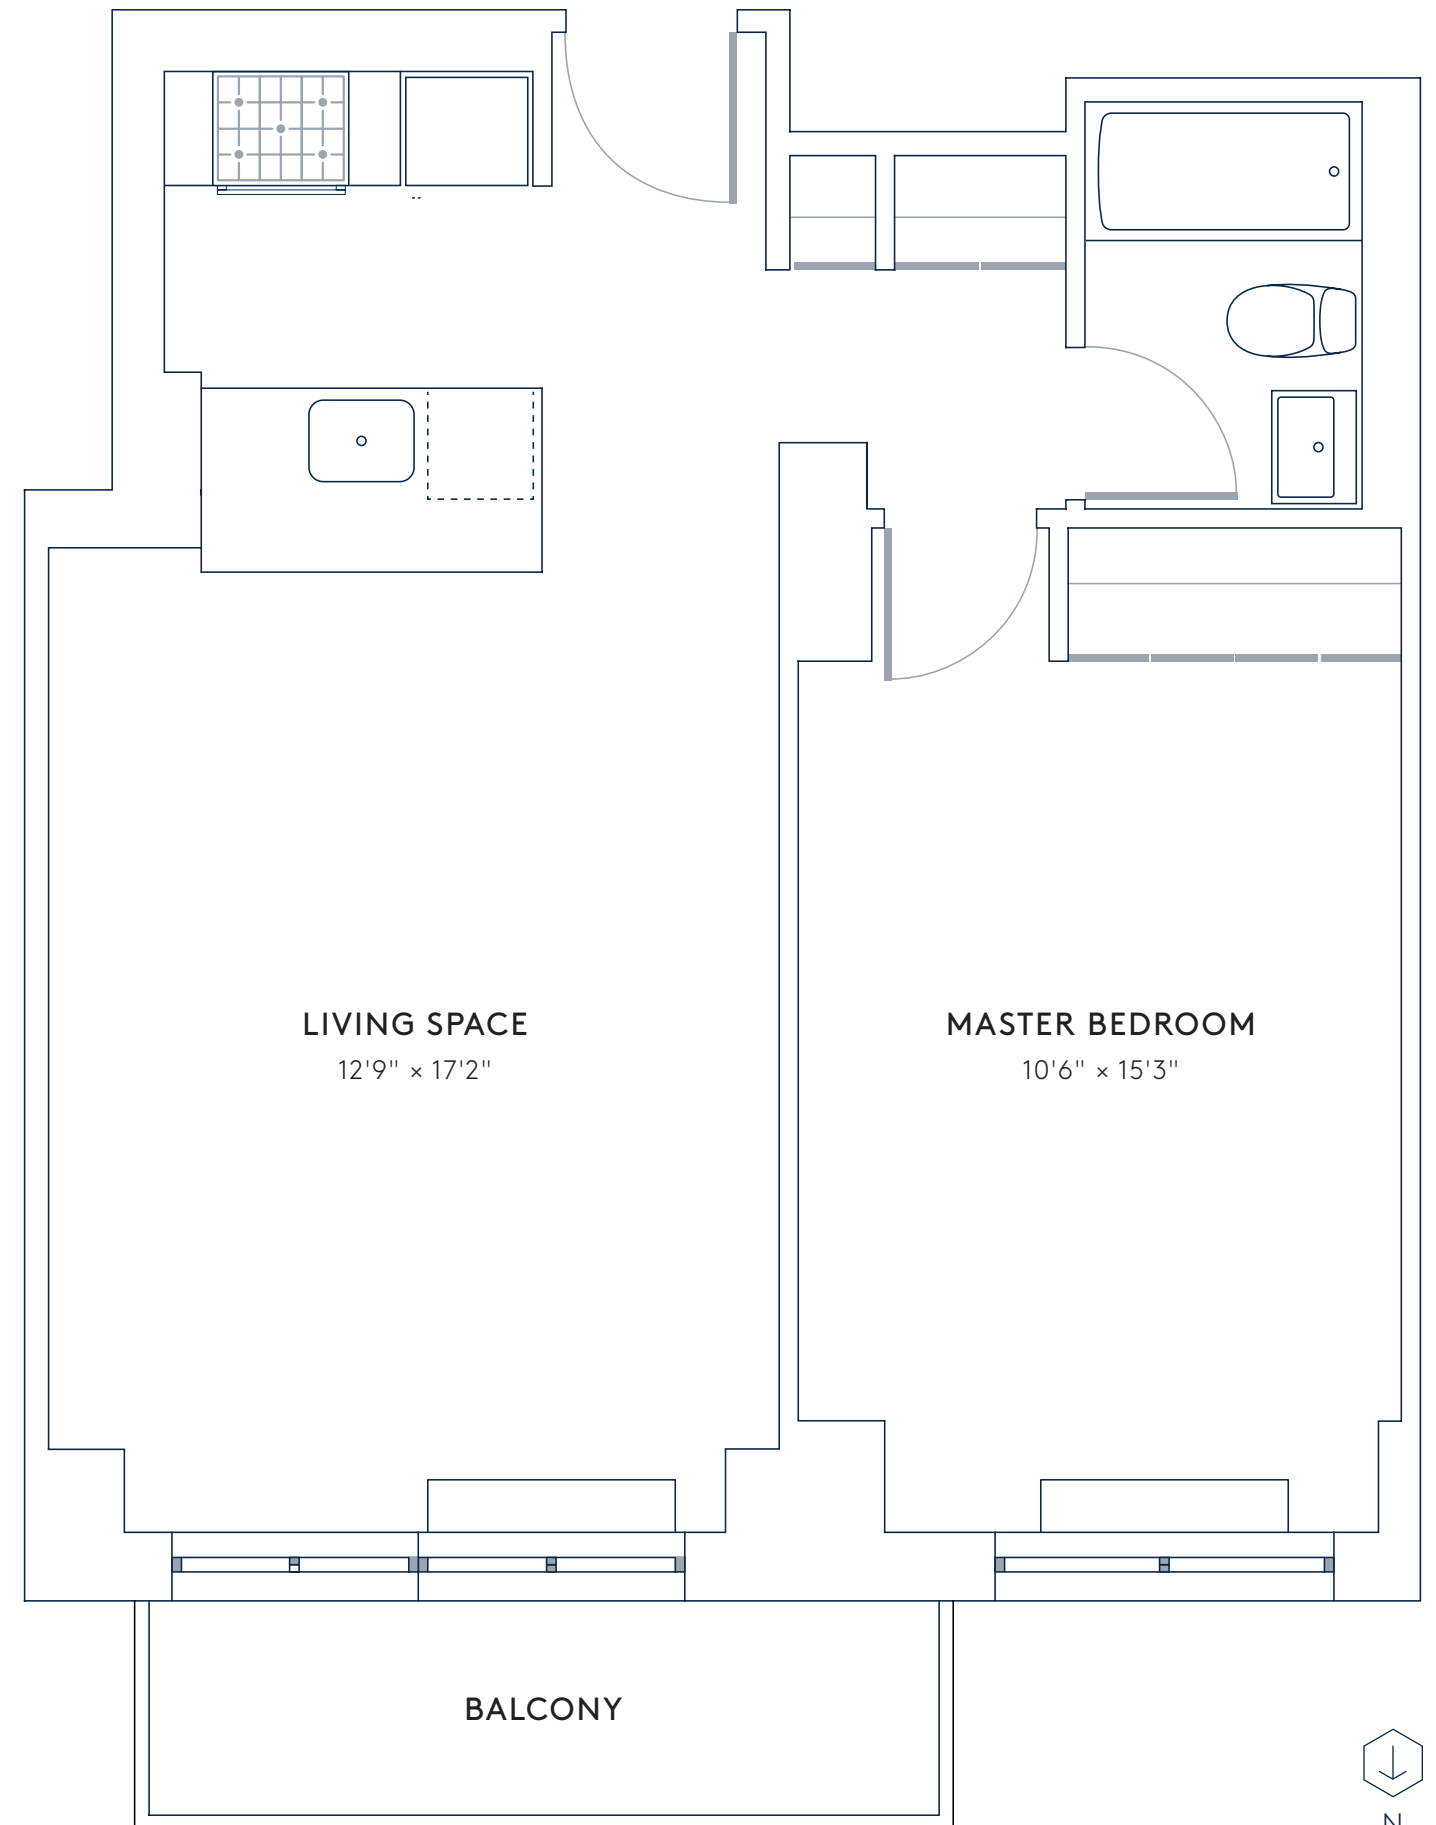 LIVING SPACE
12'9" × 17'2"
MASTER BEDROOM
10'6" × 15'3"
BALCONY
N